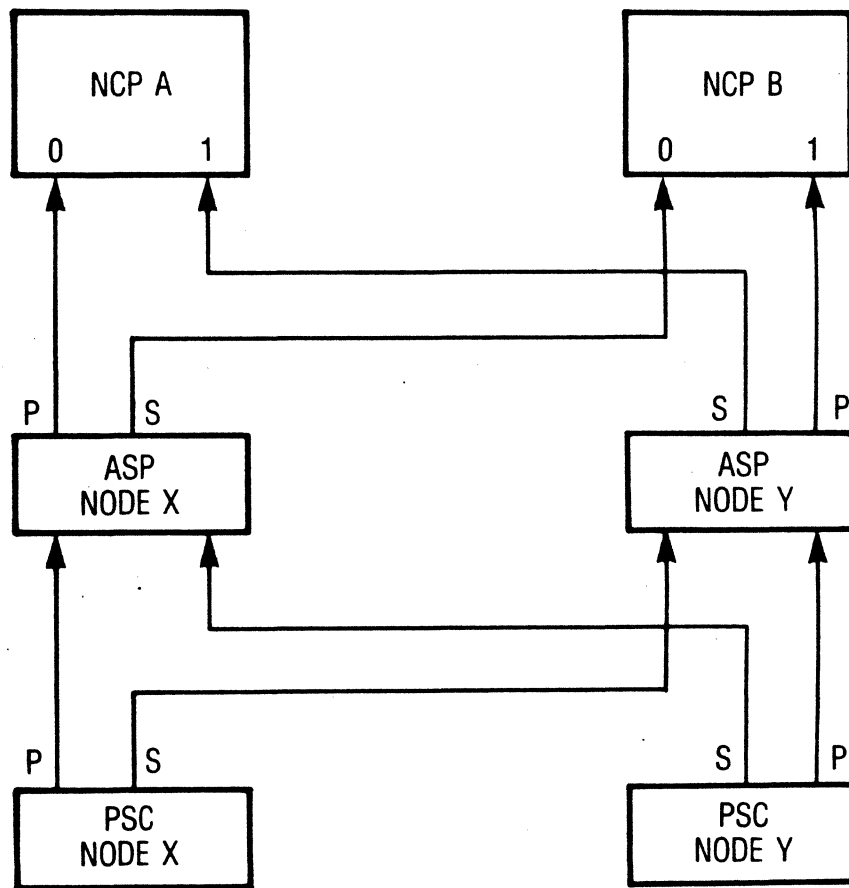 NCP A
NCP B
0 1
0 1
P S
S P
ASP
NODE X
ASP
NODE Y
P S
S P
PSC
NODE X
PSC
NODE Y